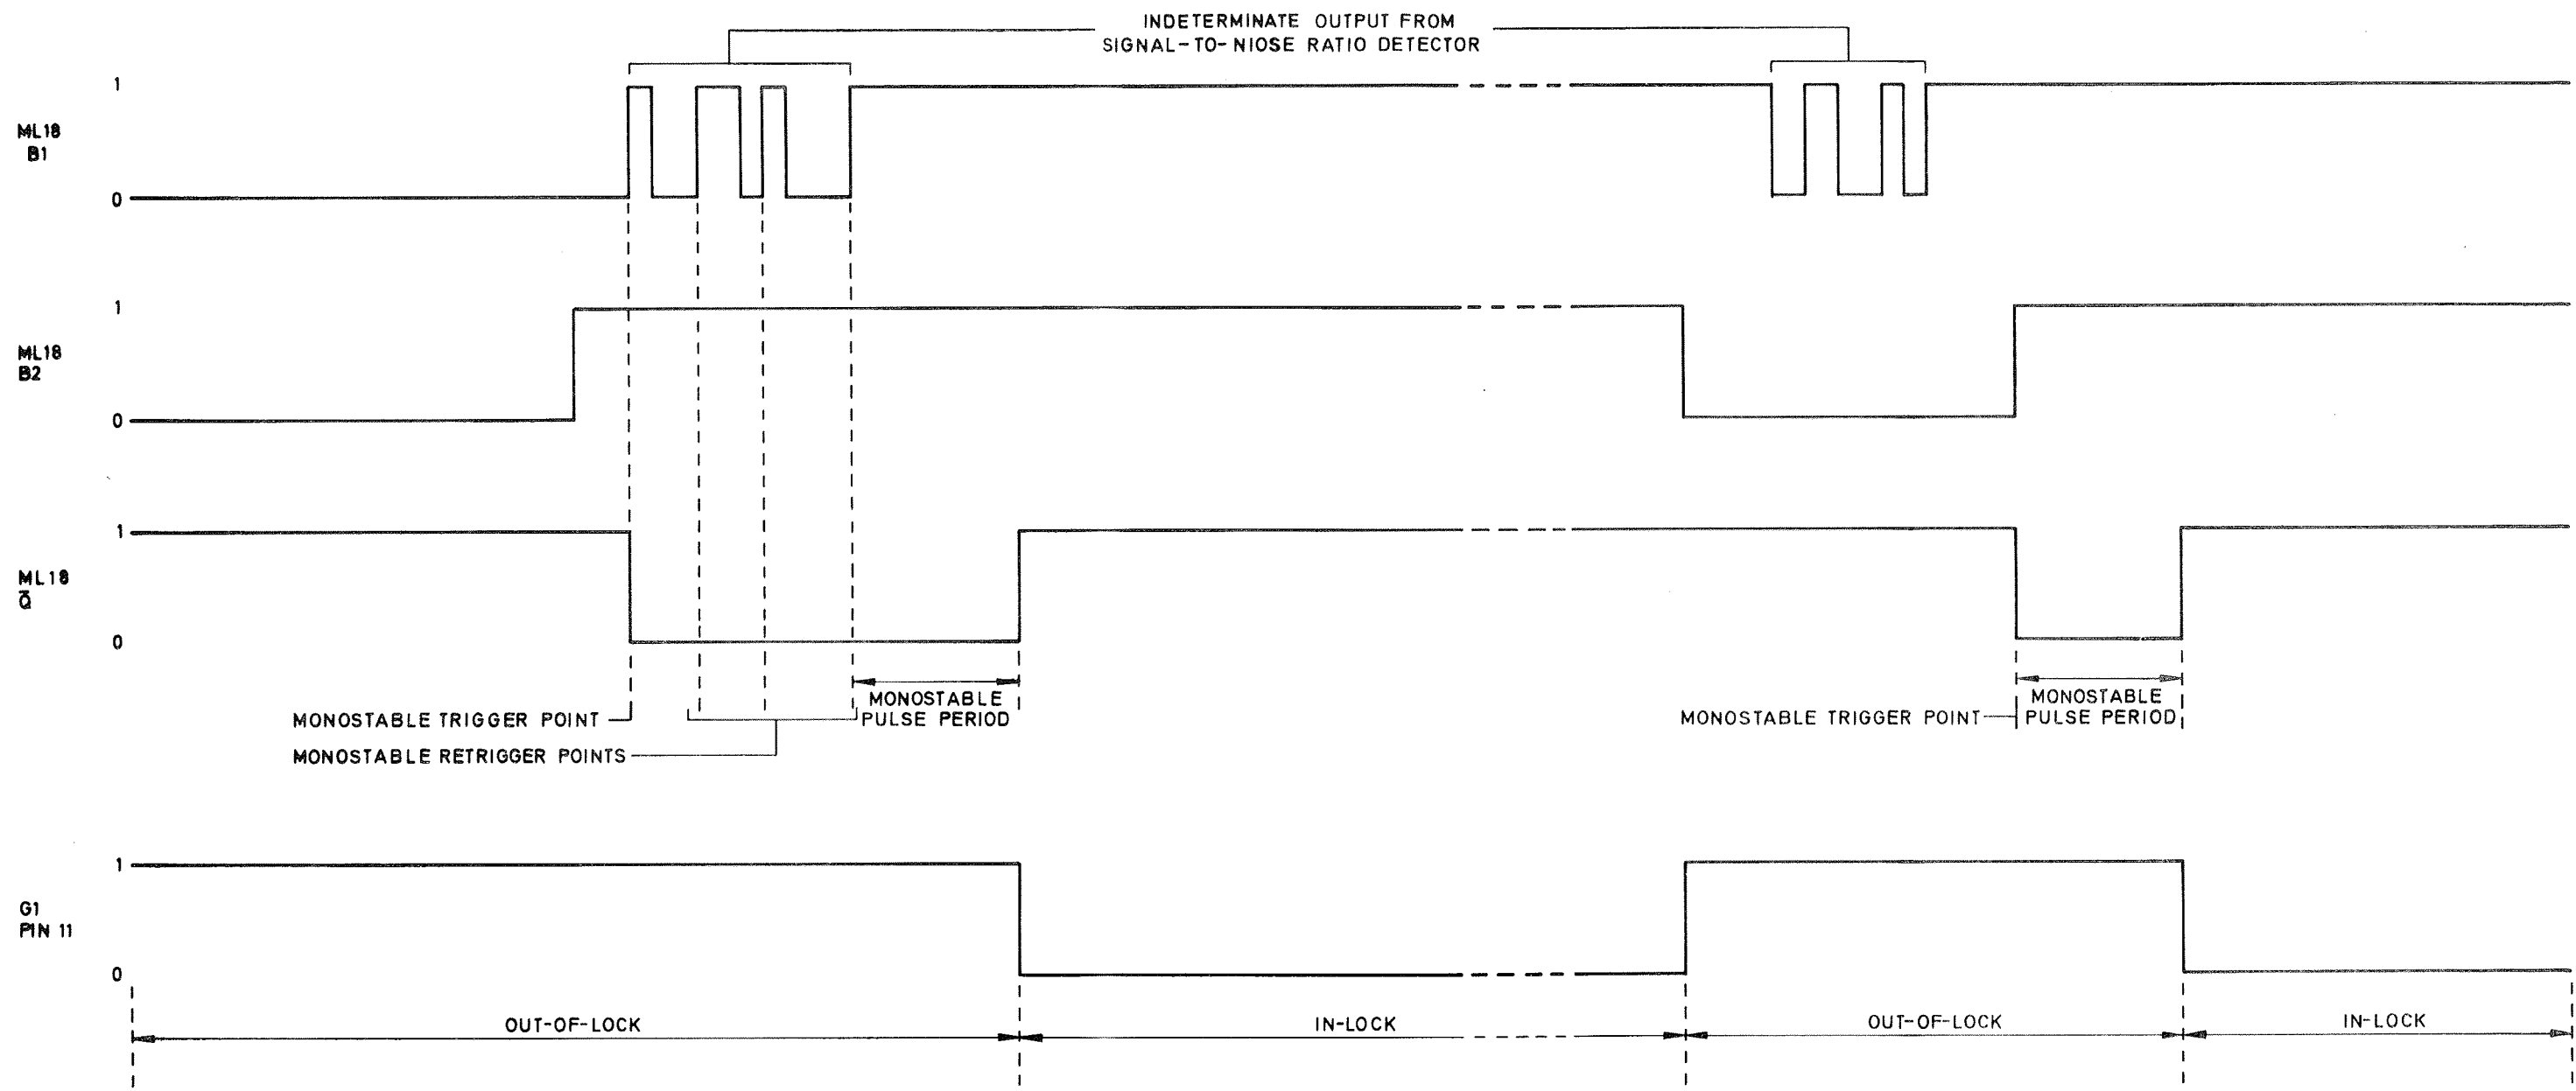 INDETERMINATE OUTPUT FROM
SIGNAL-TO-NIOSE RATIO DETECTOR
1
ML18
B1
0
1
ML18
B2
0
1
ML18
Q̄
0
MONOSTABLE
PULSE PERIOD
MONOSTABLE TRIGGER POINT
MONOSTABLE RETRIGGER POINTS
MONOSTABLE
PULSE PERIOD
MONOSTABLE TRIGGER POINT
1
G1
PIN 11
0
OUT-OF-LOCK
IN-LOCK
OUT-OF-LOCK
IN-LOCK